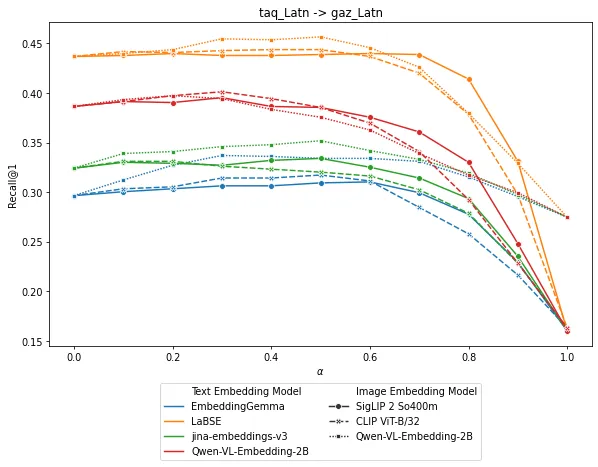 taq_Latn -> gaz_Latn
Recall@1
0.45
0.40
0.35
0.30
0.25
0.20
0.15
0.0 0.2 0.4 0.6 0.8 1.0
α
Text Embedding Model
EmbeddingGemma
LaBSE
jina-embeddings-v3
Qwen-VL-Embedding-2B
Image Embedding Model
SigLIP 2 So400m
CLIP ViT-B/32
Qwen-VL-Embedding-2B